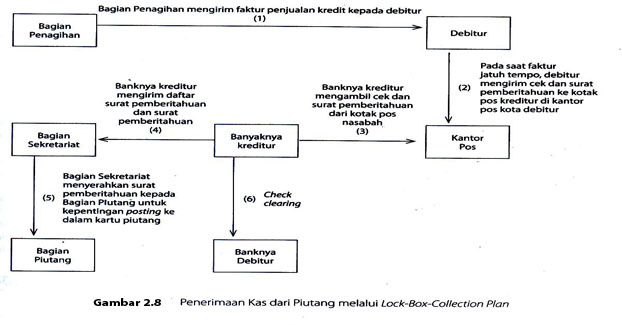 Bagian Penagihan mengirim faktur penjualan kredit kepada debitur
(1)
Bagian
Penagihan
Debitur
Pada saat faktur
jatuh tempo, debitur
(2) mengirim cek dan surat
pemberitahuan ke kotak
pos kreditur di kantor
pos kota debitur
Banknya kreditur
mengirim daftar
surat pemberitahuan
dan surat
pemberitahuan
(4)
Banknya kreditur
mengambil cek dan
surat pemberitahuan
dari kotak pos
nasabah
(3)
Bagian
Sekretariat
Banyaknya
kreditur
Kantor
Pos
Bagian Sekretariat
menyerahkan surat
(5) pemberitahuan kepada
Bagian Piutang untuk
kepentingan posting ke
dalam kartu piutang
(6) Check
clearing
Bagian
Piutang
Banknya
Debitur
Gambar 2.8 Penerimaan Kas dari Piutang melalui Lock-Box-Collection Plan